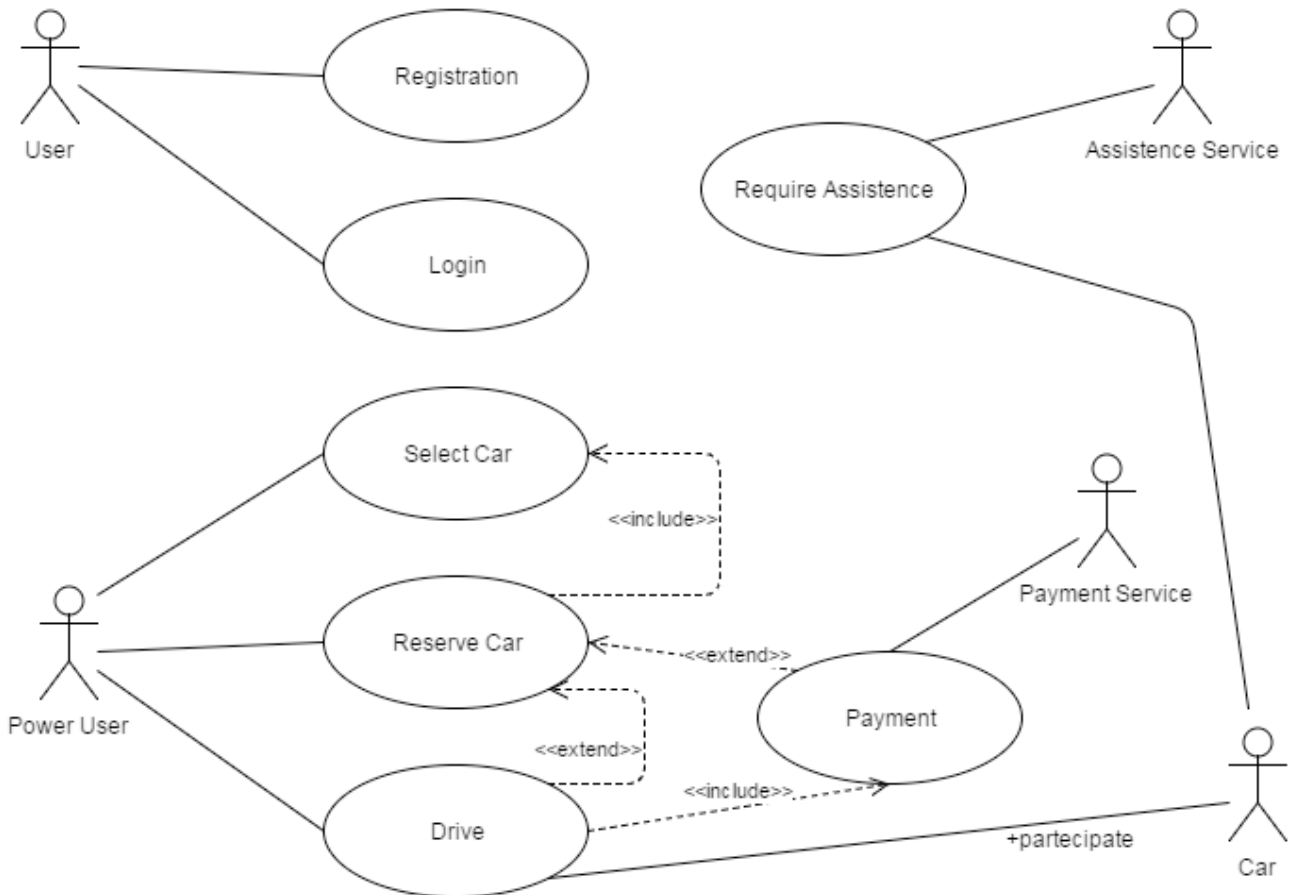 Registration
User
Assistence Service
Require Assistence
Login
Select Car
<<include>>
Payment Service
Reserve Car
<<extend>>
Power User
Payment
<<extend>>
<<include>>
Drive
+partecipate
Car